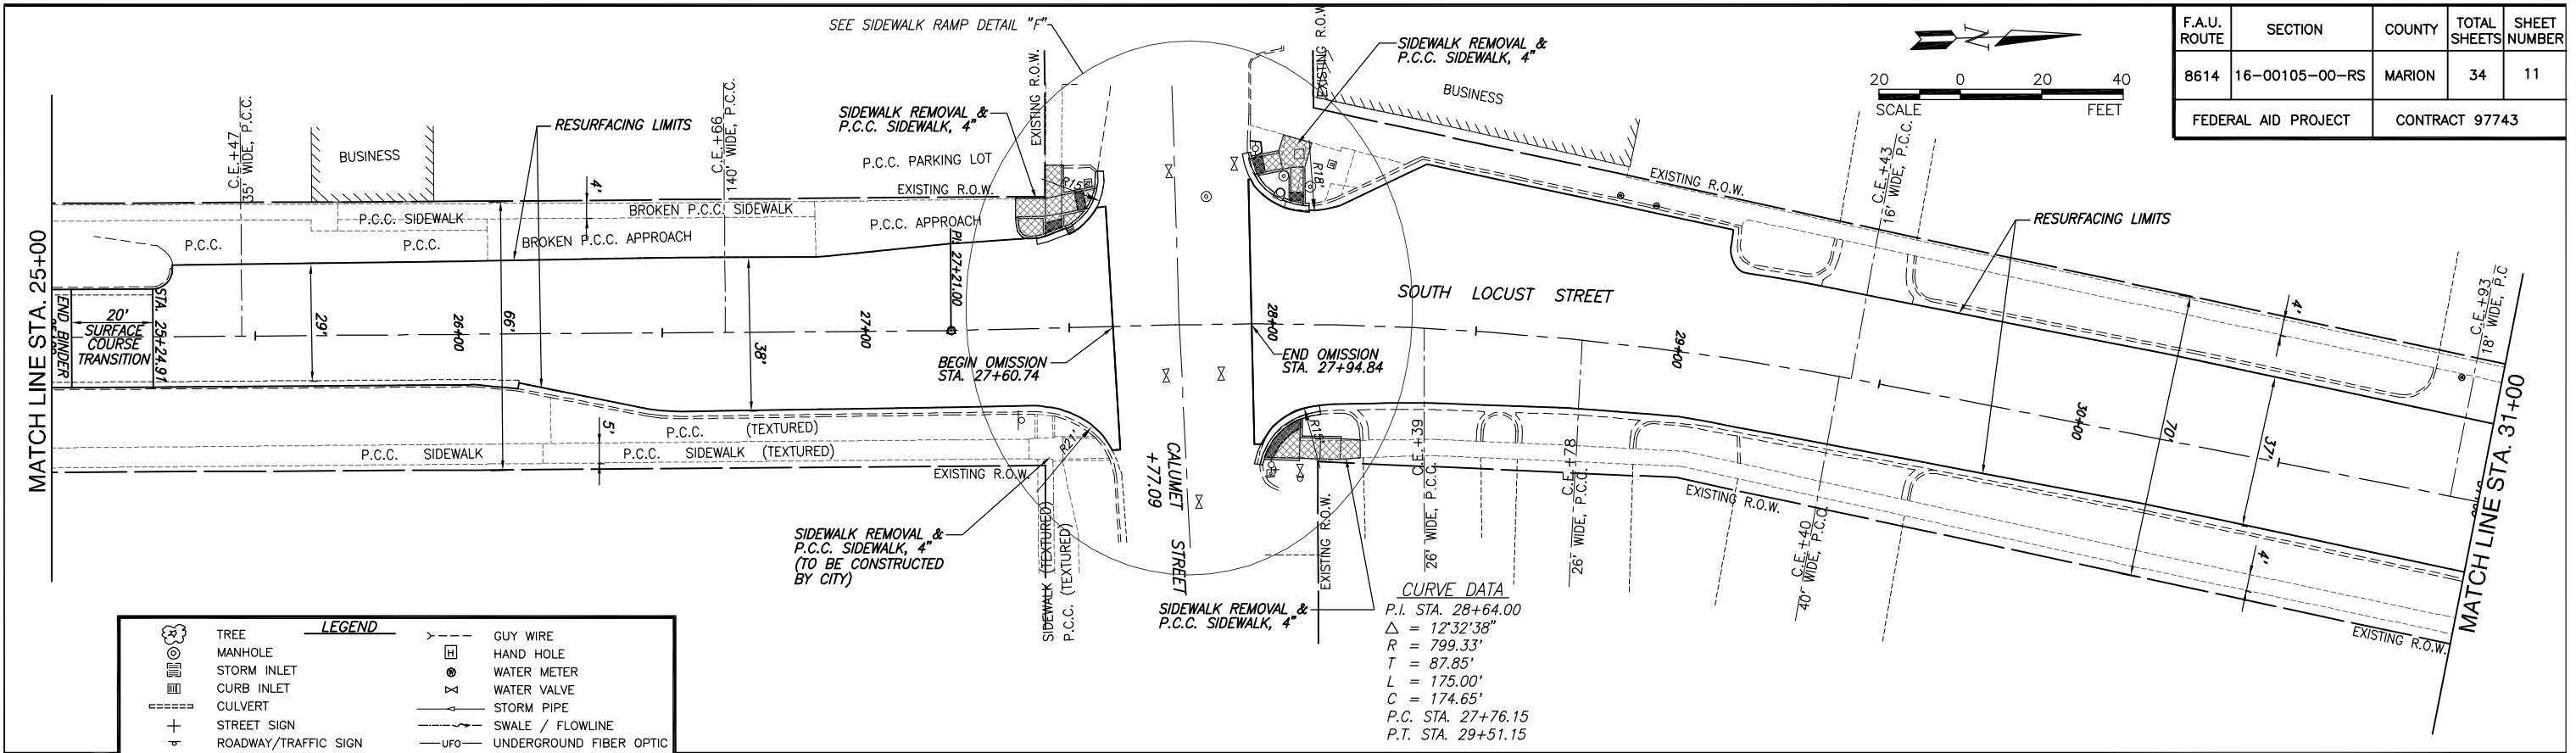 SEE SIDEWALK RAMP DETAIL "F"
F.A.U. ROUTE
SECTION
COUNTY
TOTAL SHEETS
SHEET NUMBER
8614
16-00105-00-RS
MARION
34
11
FEDERAL AID PROJECT
CONTRACT 97743
N
20 0 20 40
SCALE
FEET
MATCH LINE STA. 25+00
C.E.+47
35' WIDE, P.C.C.
BUSINESS
RESURFACING LIMITS
C.E.+66
140' WIDE, P.C.C.
SIDEWALK REMOVAL &
P.C.C. SIDEWALK, 4"
P.C.C. PARKING LOT
EXISTING R.O.W.
EXISTING R.O.W.
4'
P.C.C. SIDEWALK
BROKEN P.C.C. SIDEWALK
P.C.C. APPROACH
P.C.C.
P.C.C.
BROKEN P.C.C. APPROACH
R15'
PI. 27+21.00
END BINDER
20'
SURFACE
COURSE
TRANSITION
STA. 25+24.91
29'
26+00
66'
38'
27+00
BEGIN OMISSION
STA. 27+60.74
5'
P.C.C. (TEXTURED)
P.C.C. SIDEWALK
P.C.C. SIDEWALK (TEXTURED)
EXISTING R.O.W.
R21'
SIDEWALK REMOVAL &
P.C.C. SIDEWALK, 4"
(TO BE CONSTRUCTED
BY CITY)
SIDEWALK (TEXTURED)
P.C.C. (TEXTURED)
CALUMET STREET
+77.09
EXISTING R.O.W.
SIDEWALK REMOVAL &
P.C.C. SIDEWALK, 4"
BUSINESS
R18'
EXISTING R.O.W.
C.E.+43
16' WIDE, P.C.C.
RESURFACING LIMITS
SOUTH LOCUST STREET
28+00
END OMISSION
STA. 27+94.84
29+00
30+00
70'
37'
4'
4'
C.E.+93
18' WIDE, P.C.C
MATCH LINE STA. 31+00
R15'
C.E.+39
26' WIDE, P.C.C.
C.E.+78
26' WIDE, P.C.C.
C.E.+40
40' WIDE, P.C.C.
EXISTING R.O.W.
EXISTING R.O.W.
EXISTING R.O.W.
SIDEWALK REMOVAL &
P.C.C. SIDEWALK, 4"
CURVE DATA
P.I. STA. 28+64.00
Δ = 12°32'38"
R = 799.33'
T = 87.85'
L = 175.00'
C = 174.65'
P.C. STA. 27+76.15
P.T. STA. 29+51.15
LEGEND
TREE
MANHOLE
STORM INLET
CURB INLET
CULVERT
STREET SIGN
ROADWAY/TRAFFIC SIGN
GUY WIRE
H HAND HOLE
WATER METER
WATER VALVE
STORM PIPE
SWALE / FLOWLINE
UFO UNDERGROUND FIBER OPTIC